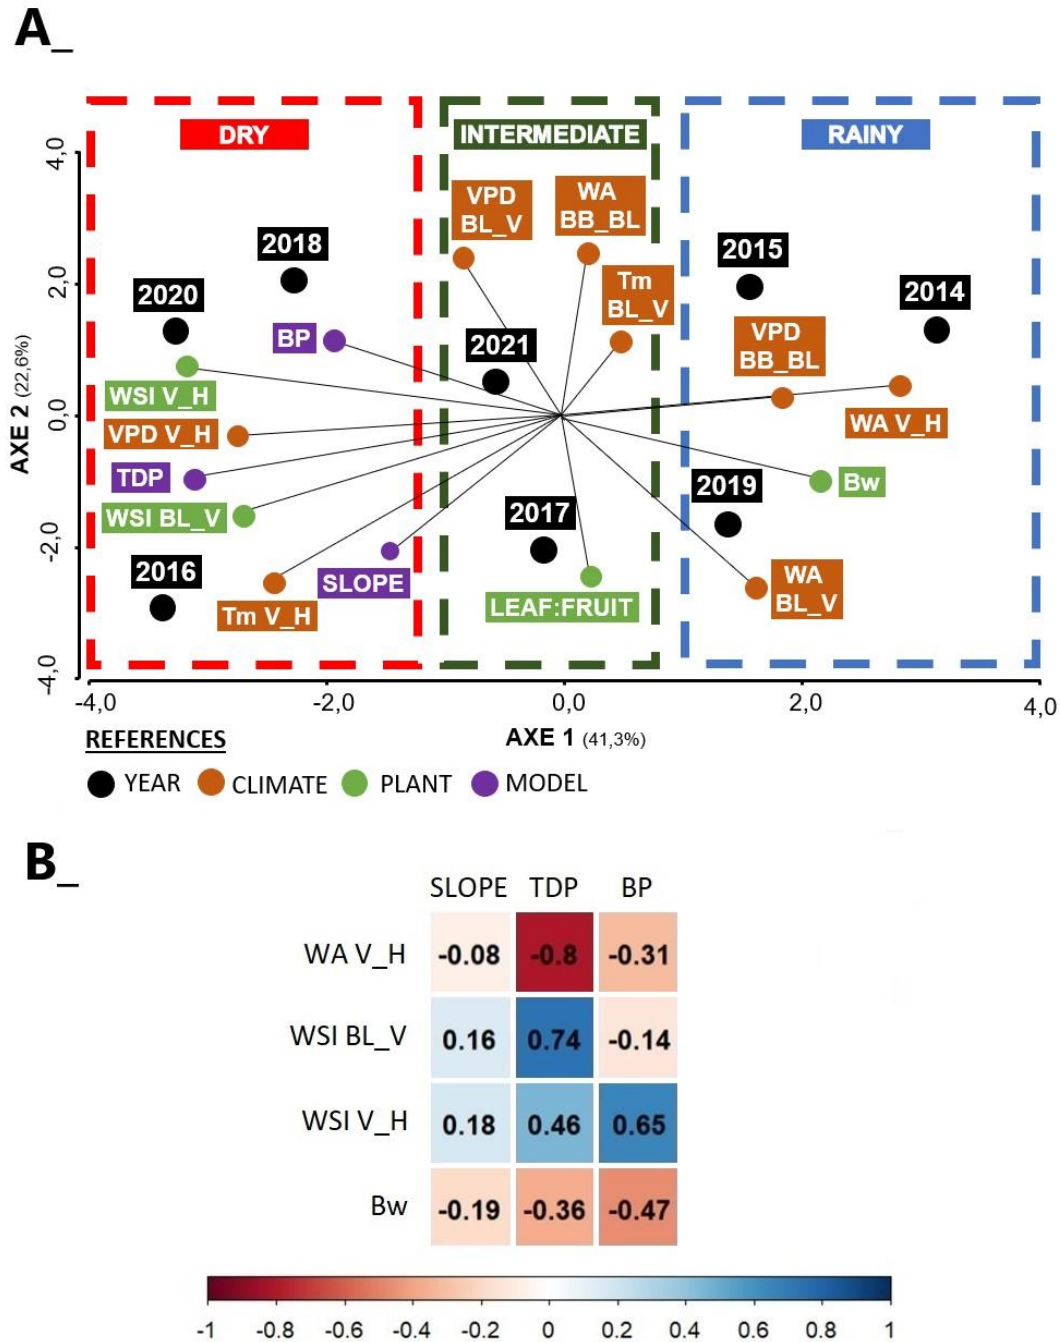 A_
DRY
INTERMEDIATE
RAINY
4,0
2,0
0,0
-2,0
-4,0
AXE 2 (22,6%)
VPD
BL_V
WA
BB_BL
Tm
BL_V
2018
2020
BP
2021
2015
2014
VPD
BB_BL
WSI V_H
VPD V_H
TDP
WSI BL_V
WA V_H
Bw
2019
2017
2016
SLOPE
Tm V_H
LEAF:FRUIT
WA
BL_V
-4,0
-2,0
0,0
2,0
4,0
AXE 1 (41,3%)
REFERENCES
YEAR
CLIMATE
PLANT
MODEL
B_
SLOPE TDP BP
WA V_H -0.08 -0.8 -0.31
WSI BL_V 0.16 0.74 -0.14
WSI V_H 0.18 0.46 0.65
Bw -0.19 -0.36 -0.47
-1 -0.8 -0.6 -0.4 -0.2 0 0.2 0.4 0.6 0.8 1